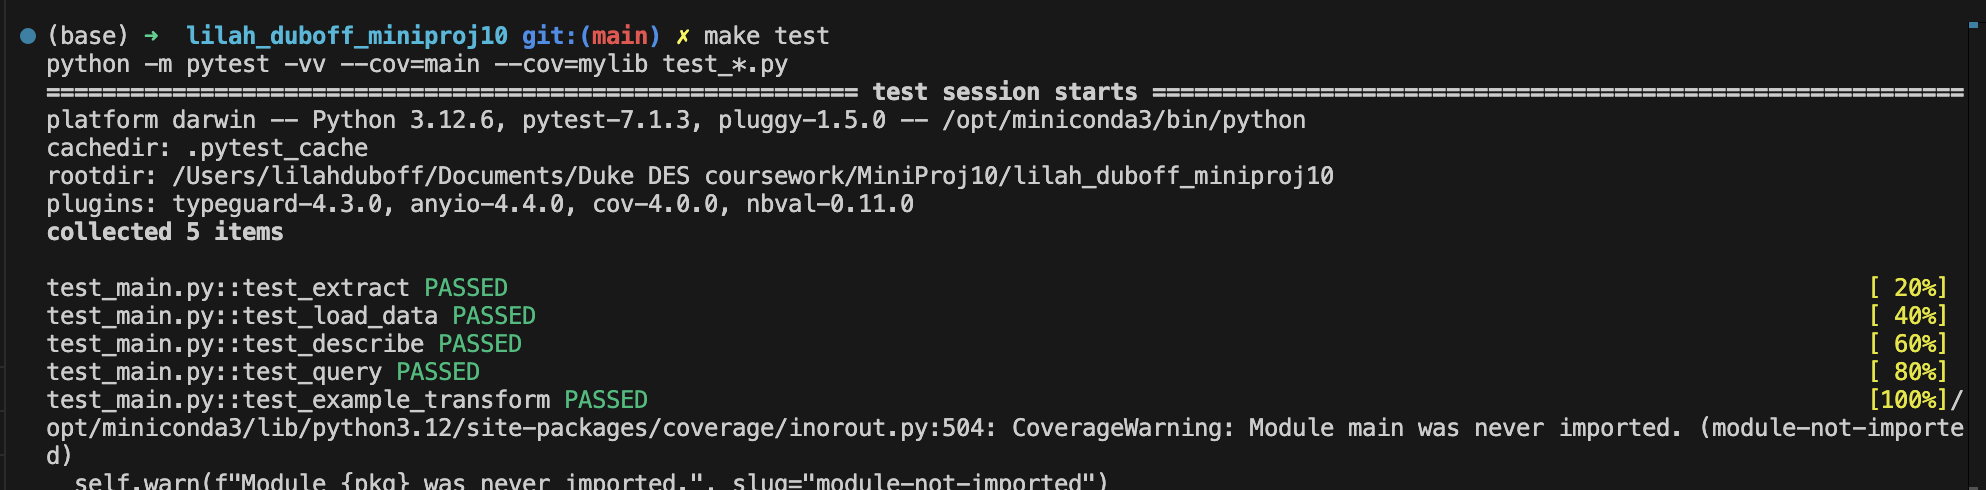 (base) ➜ lilah_duboff_miniproj10 git:(main) ✗ make test
python -m pytest -vv --cov=main --cov=mylib test_*.py
========================================================== test session starts ==========================================================
platform darwin -- Python 3.12.6, pytest-7.1.3, pluggy-1.5.0 -- /opt/miniconda3/bin/python
cachedir: .pytest_cache
rootdir: /Users/lilahduboff/Documents/Duke DES coursework/MiniProj10/lilah_duboff_miniproj10
plugins: typeguard-4.3.0, anyio-4.4.0, cov-4.0.0, nbval-0.11.0
collected 5 items
test_main.py::test_extract PASSED [ 20%]
test_main.py::test_load_data PASSED [ 40%]
test_main.py::test_describe PASSED [ 60%]
test_main.py::test_query PASSED [ 80%]
test_main.py::test_example_transform PASSED [100%]/
opt/miniconda3/lib/python3.12/site-packages/coverage/inorout.py:504: CoverageWarning: Module main was never imported. (module-not-importe
d)
self.warn(f"Module {pkg} was never imported.", slug="module-not-imported")